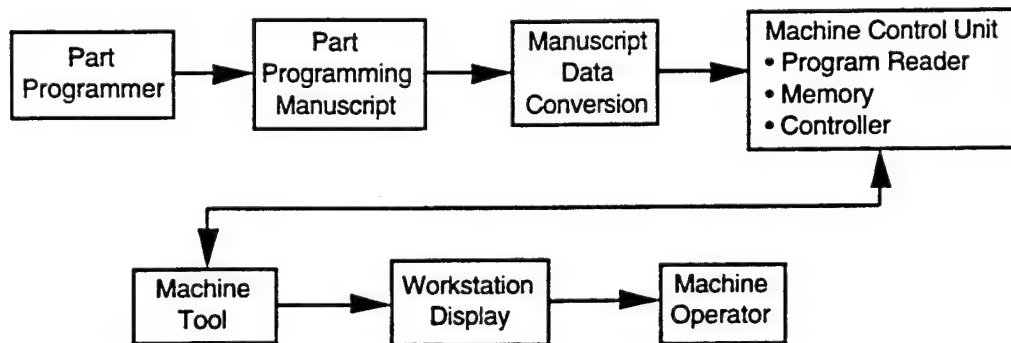 Part
Programmer
Part
Programming
Manuscript
Manuscript
Data
Conversion
Machine Control Unit
• Program Reader
• Memory
• Controller
Machine
Tool
Workstation
Display
Machine
Operator